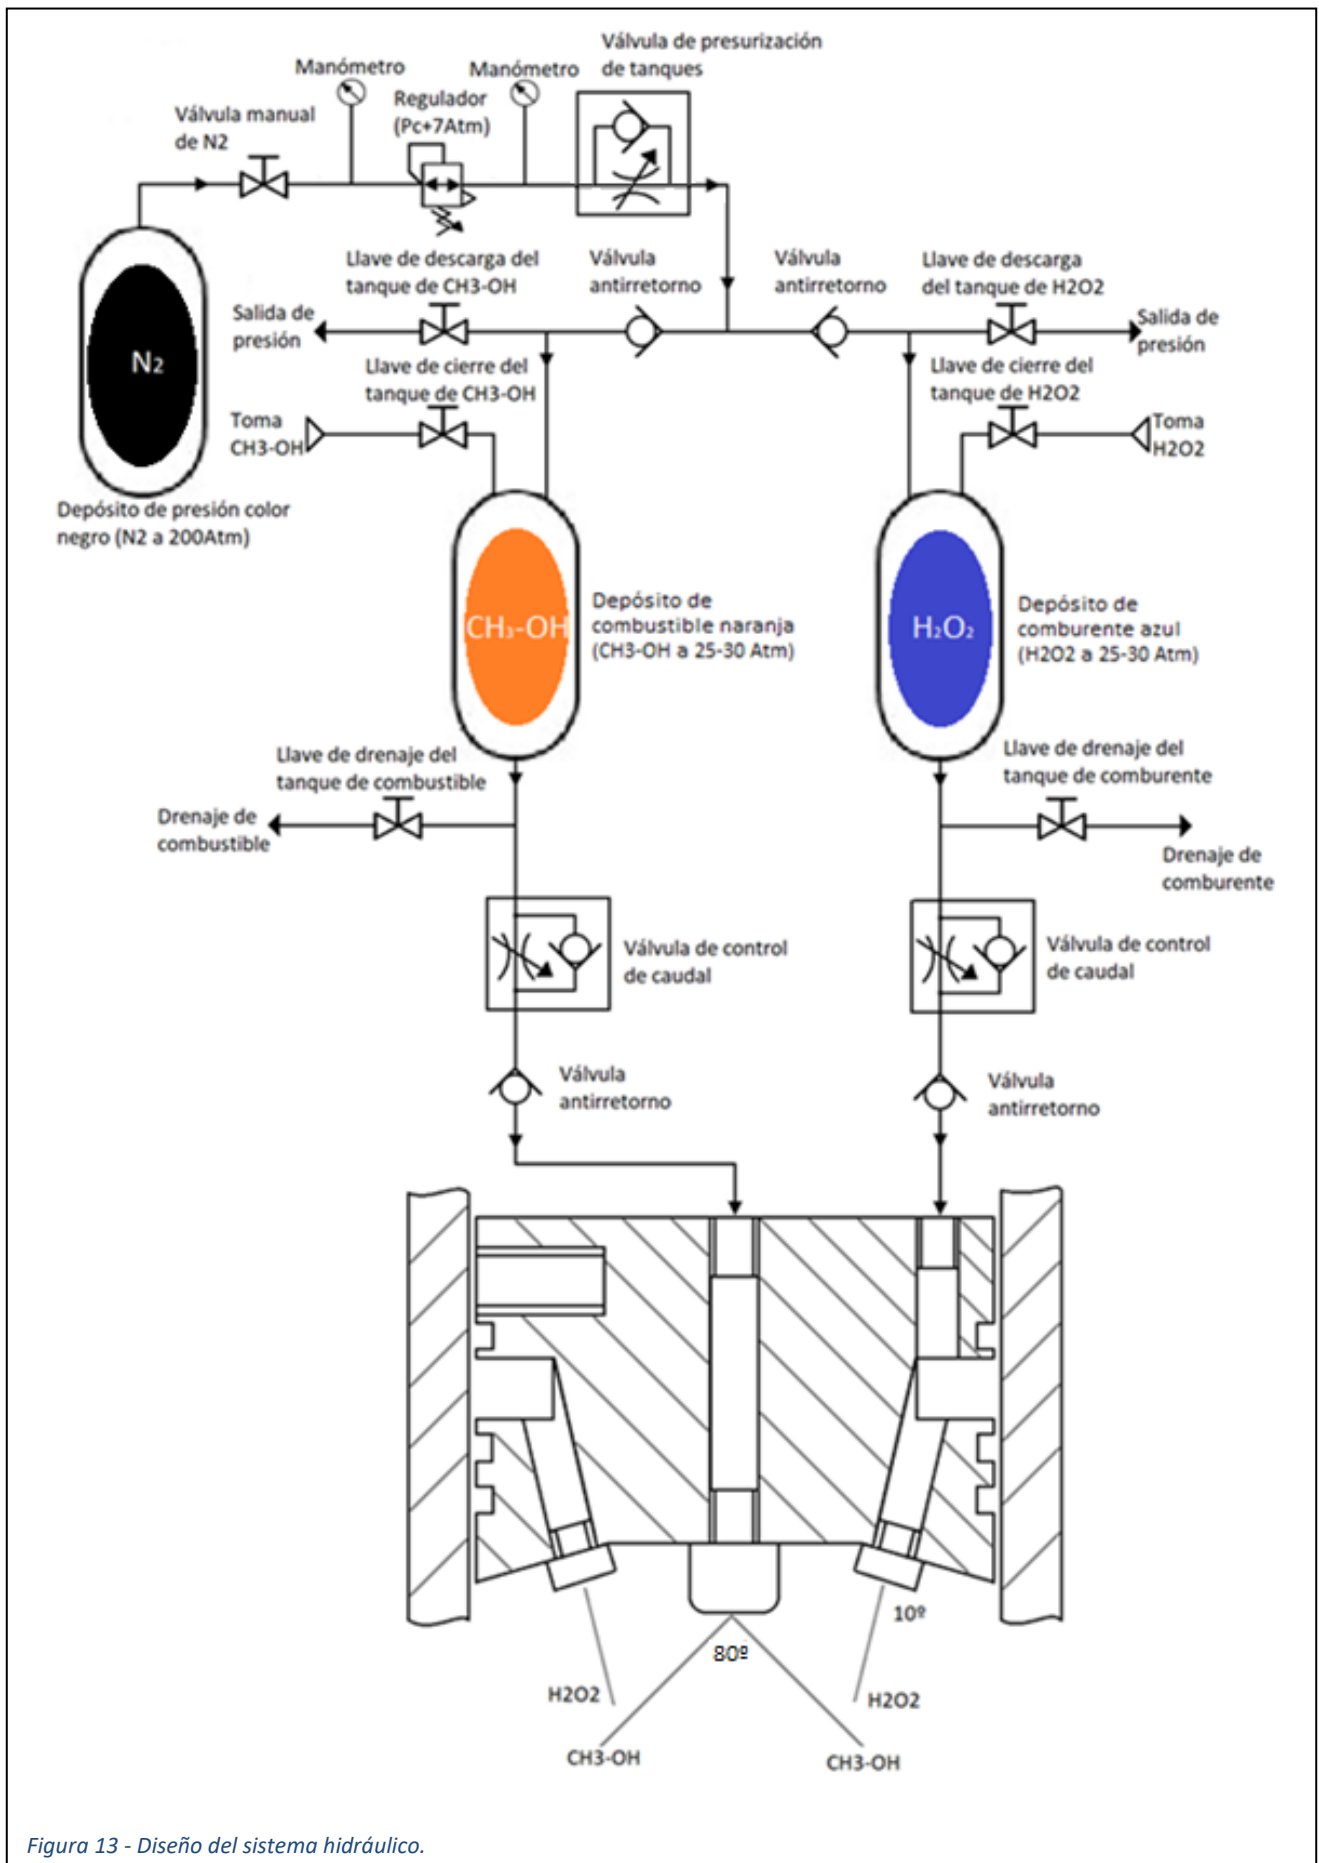 Válvula de presurización
de tanques
Manómetro
Manómetro
Regulador
(Pc+7Atm)
Válvula manual
de N2
Llave de descarga del
tanque de CH3-OH
Válvula
antirretorno
Válvula
antirretorno
Llave de descarga
del tanque de H2O2
Salida de
presión
Salida de
presión
N2
Llave de cierre del
tanque de CH3-OH
Llave de cierre del
tanque de H2O2
Toma
CH3-OH
Toma
H2O2
Depósito de presión color
negro (N2 a 200Atm)
CH₃-OH
Depósito de
combustible naranja
(CH3-OH a 25-30 Atm)
H₂O₂
Depósito de
comburente azul
(H2O2 a 25-30 Atm)
Llave de drenaje del
tanque de combustible
Llave de drenaje del
tanque de comburente
Drenaje de
combustible
Drenaje de
comburente
Válvula de control
de caudal
Válvula de control
de caudal
Válvula
antirretorno
Válvula
antirretorno
10º
80º
H2O2
H2O2
CH3-OH
CH3-OH
Figura 13 - Diseño del sistema hidráulico.